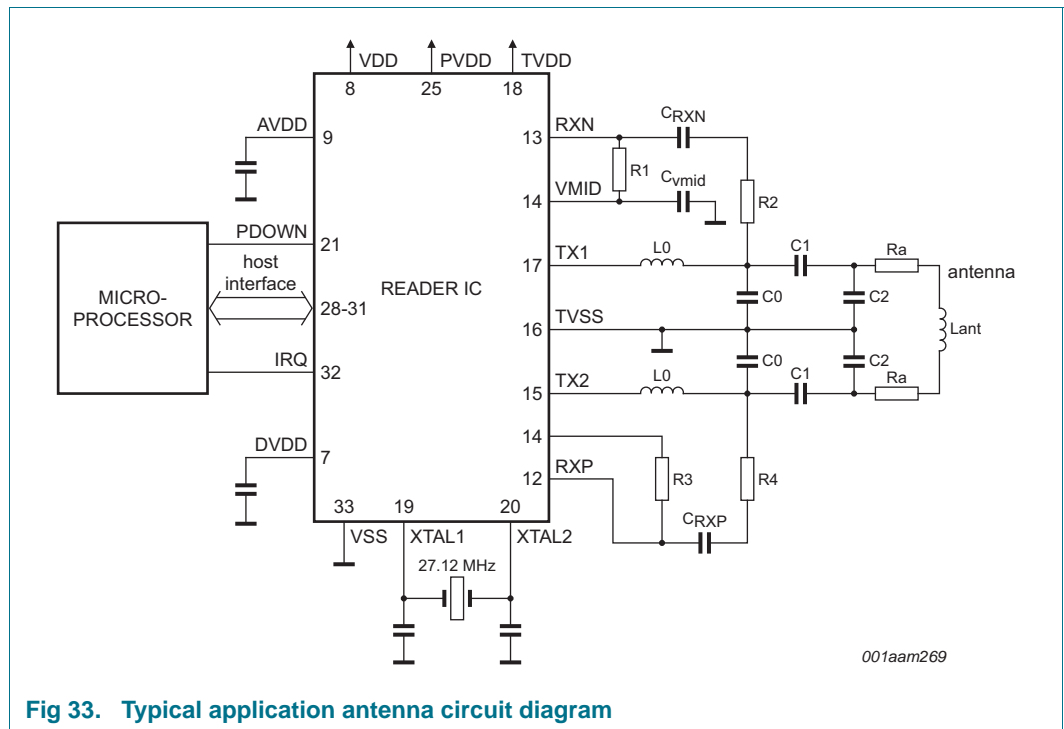 VDD
PVDD
TVDD
8
25
18
AVDD
9
13
RXN
CRXN
R1
VMID
Cvmid
14
R2
PDOWN
21
host
interface
MICRO-
PROCESSOR
28-31
READER IC
IRQ
32
17
TX1
L0
C1
Ra
antenna
C0
C2
16
TVSS
Lant
C0
C2
15
TX2
L0
C1
Ra
DVDD
7
14
12
RXP
R3
R4
CRXP
33
19
20
VSS
XTAL1
XTAL2
27.12 MHz
001aam269
Fig 33. Typical application antenna circuit diagram